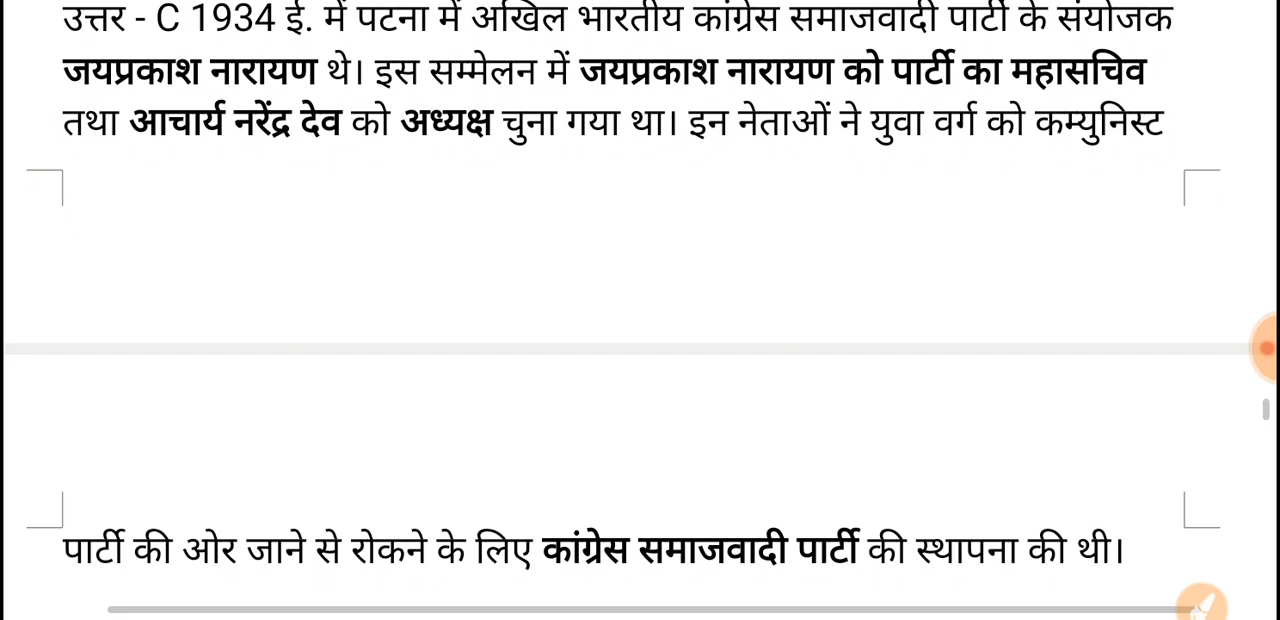 उत्तर - C 1934 ई. में पटना में अखिल भारतीय कांग्रेस समाजवादी पार्टी के संयोजक
जयप्रकाश नारायण थे। इस सम्मेलन में जयप्रकाश नारायण को पार्टी का महासचिव
तथा आचार्य नरेंद्र देव को अध्यक्ष चुना गया था। इन नेताओं ने युवा वर्ग को कम्युनिस्ट
पार्टी की ओर जाने से रोकने के लिए कांग्रेस समाजवादी पार्टी की स्थापना की थी।